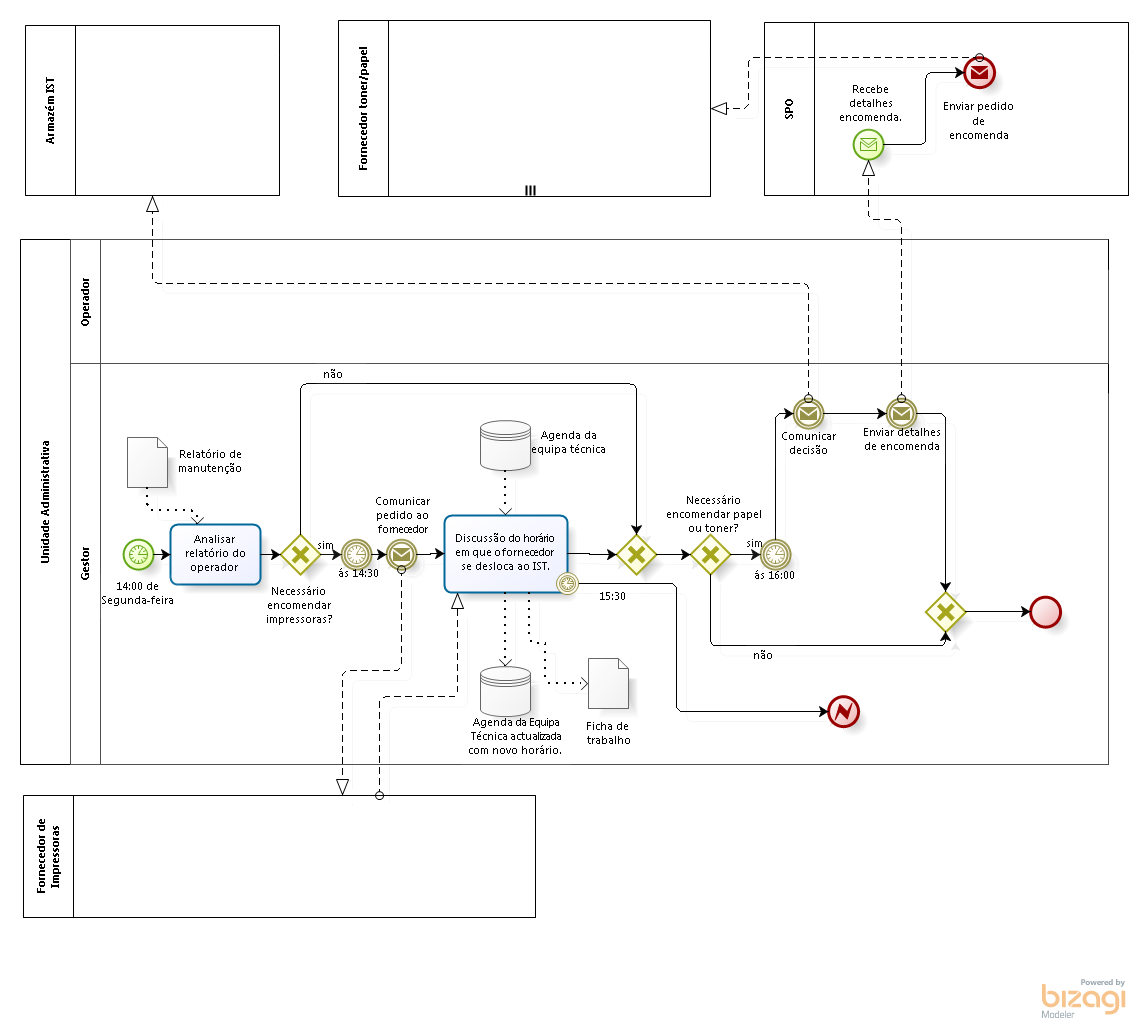 Armazém IST
Fornecedor toner/papel
SPO
Recebe
detalhes
encomenda.
Enviar pedido
de
encomenda
Unidade Administrativa
Operador
Gestor
não
Relatório de
manutenção
Agenda da
equipa técnica
Comunicar
decisão
Enviar detalhes
de encomenda
14:00 de
Segunda-feira
Analisar
relatório do
operador
sim
Necessário
encomendar
impressoras?
ás 14:30
Comunicar
pedido ao
fornecedor
Discussão do horário
em que o fornecedor
se desloca ao IST.
15:30
Necessário
encomendar papel
ou toner?
sim
ás 16:00
não
Agenda da Equipa
Técnica actualizada
com novo horário.
Ficha de
trabalho
Fornecedor de
Impressoras
Powered by
bizagi
Modeler